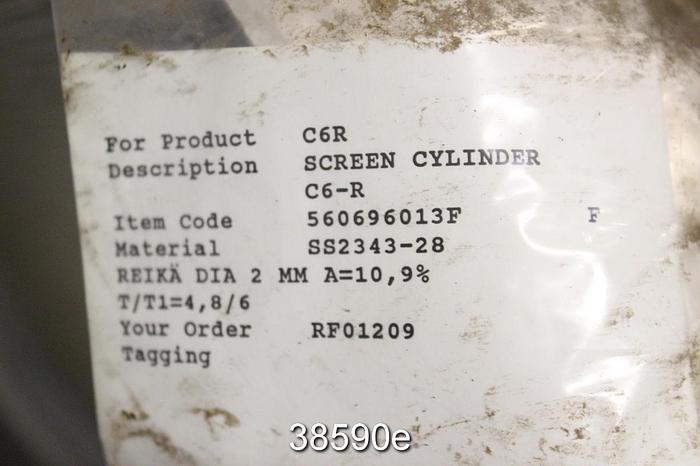 For Product C6R
Description SCREEN CYLINDER
C6-R
Item Code 560696013F F
Material SS2343-28
REIKÄ DIA 2 MM A=10,9%
T/T1=4,8/6
Your Order RF01209
Tagging
38590e